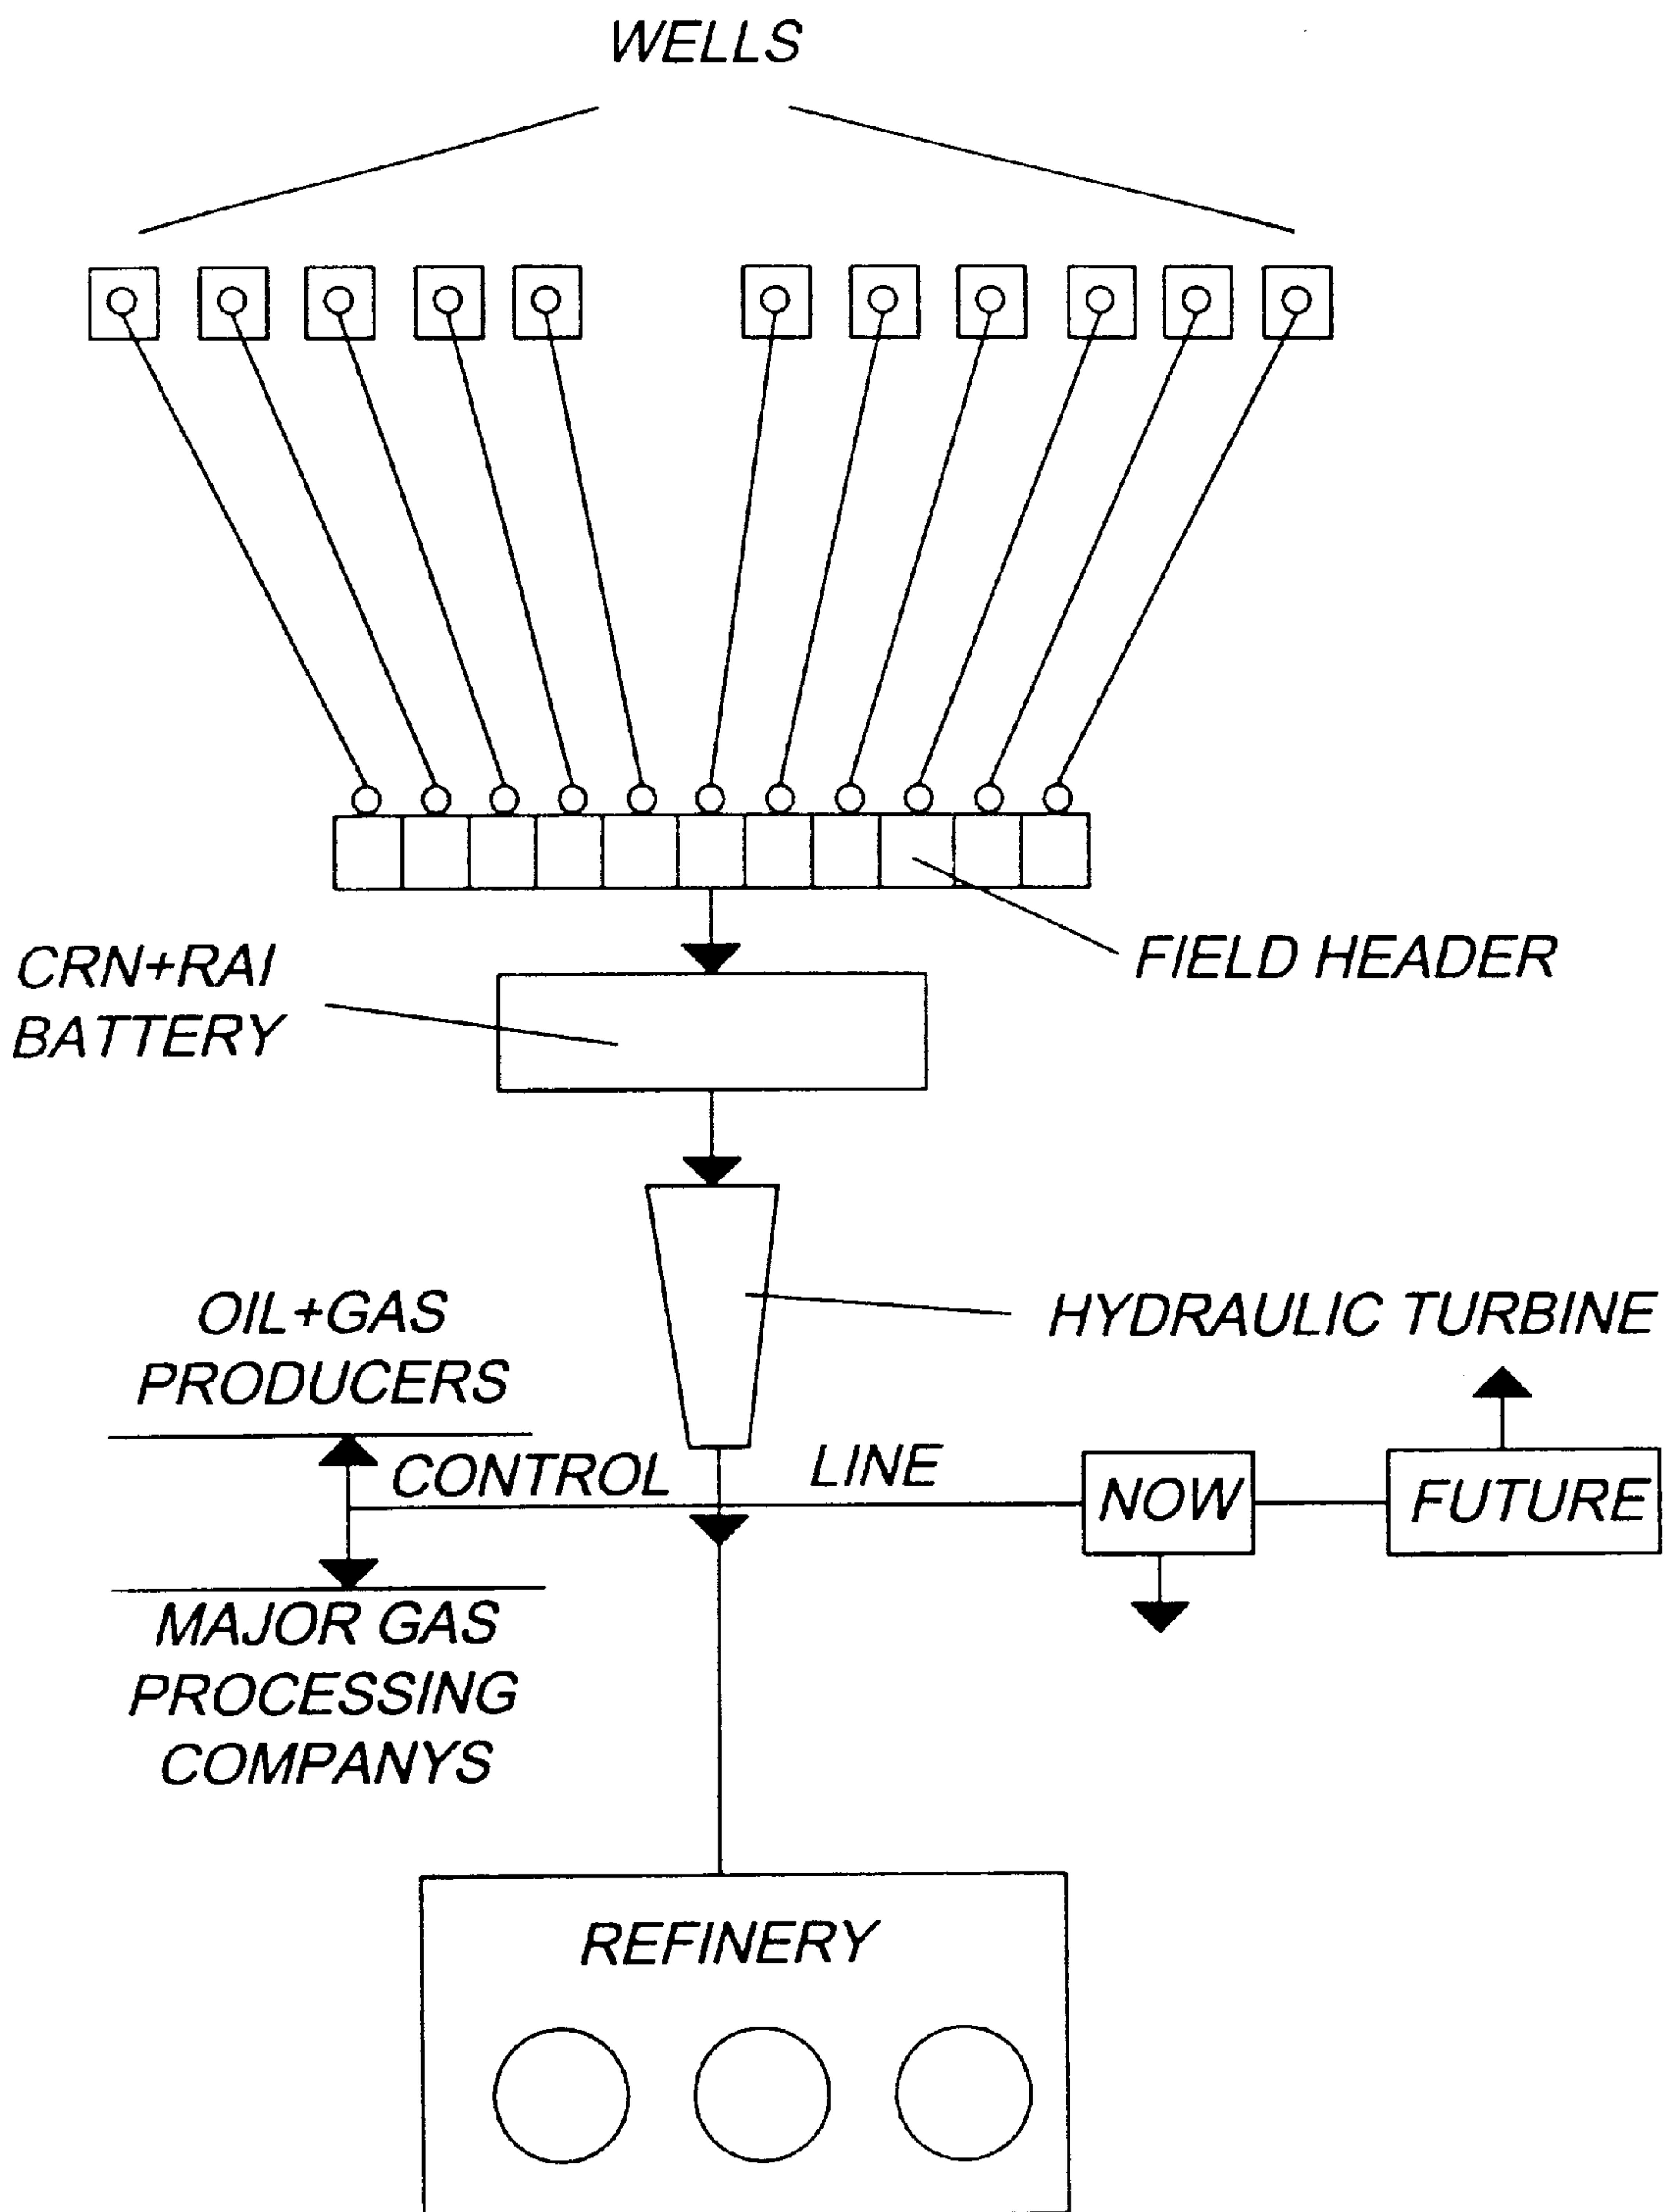 WELLS
FIELD HEADER
CRN+RAI
BATTERY
HYDRAULIC TURBINE
OIL+GAS
PRODUCERS
CONTROL LINE
NOW
FUTURE
MAJOR GAS
PROCESSING
COMPANYS
REFINERY